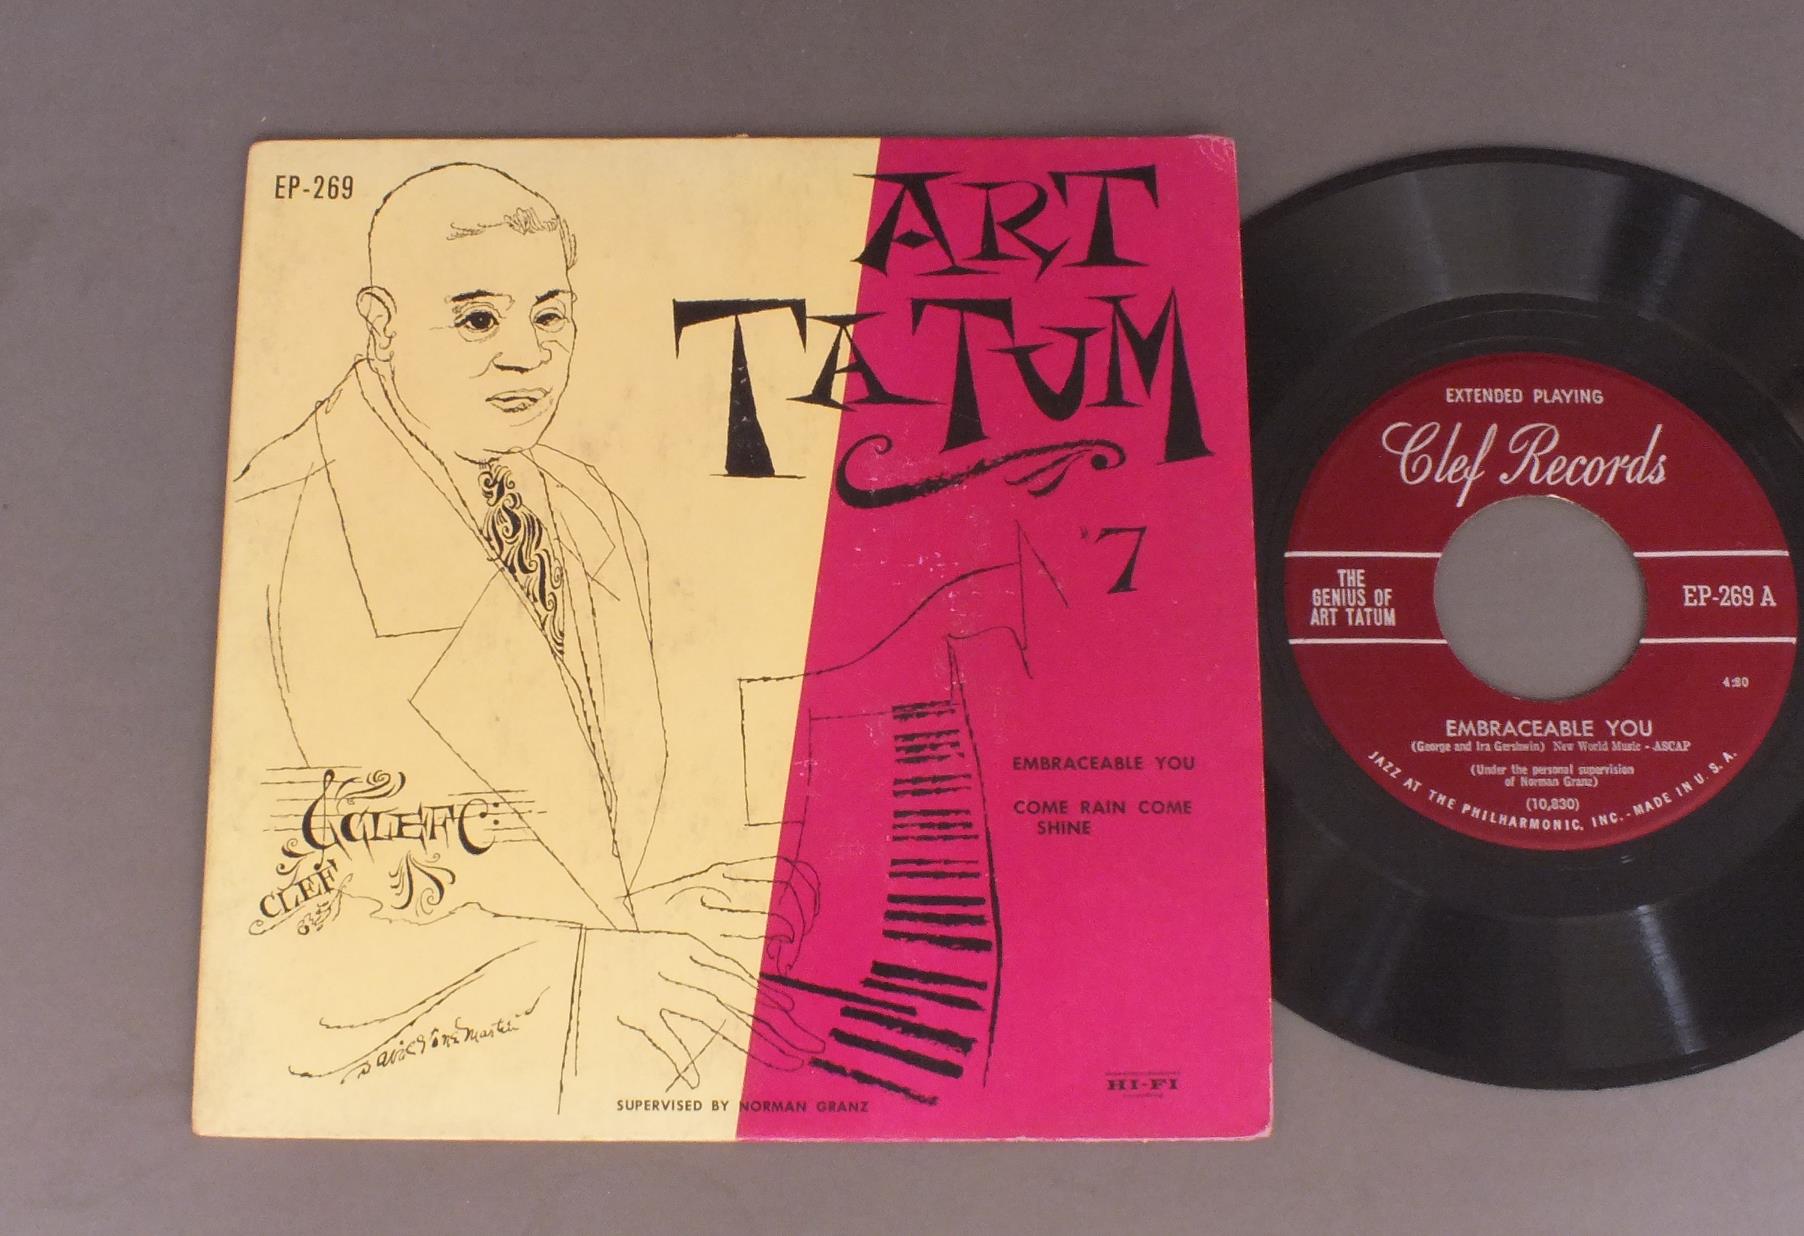 EP-269
ART
TATUM
#7
EMBRACEABLE YOU
COME RAIN COME
SHINE
CLEF
CLEF
David Stone Martin
SUPERVISED BY NORMAN GRANZ
HI-FI
EXTENDED PLAYING
Clef Records
THE
GENIUS OF
ART TATUM
EP-269 A
4:20
EMBRACEABLE YOU
(George and Ira Gershwin) New World Music - ASCAP
(Under the personal supervision
of Norman Granz)
(10,830)
JAZZ AT THE PHILHARMONIC, INC. - MADE IN U. S. A.